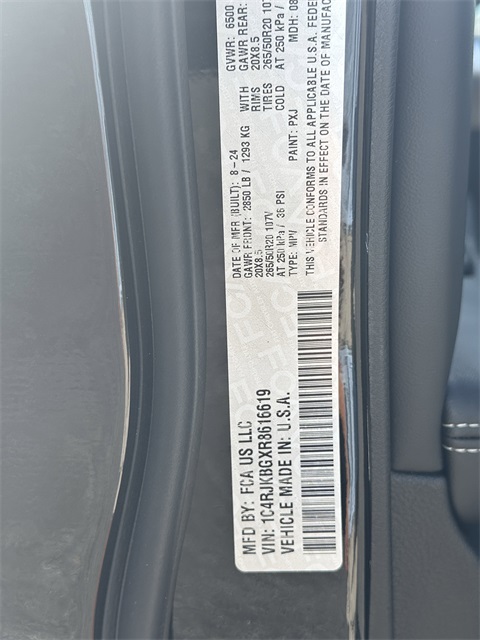 MFD BY: FCA US LLC
DATE OF MFR (BUILT): 8-24
GVWR: 6500
GAWR FRONT: 2850 LB / 1293 KG
WITH
GAWR REAR:
20X8.5
RIMS
20X8.5
265/50R20 107V
TIRES
265/50R20 107
AT 250 kPa / 36 PSI
COLD
AT 250 kPa /
VIN: 1C4RJKBGXR8616619
TYPE: MPV
PAINT: PXJ
MDH: 08
VEHICLE MADE IN: U.S.A.
THIS VEHICLE CONFORMS TO ALL APPLICABLE U.S.A. FEDER
STANDARDS IN EFFECT ON THE DATE OF MANUFAC